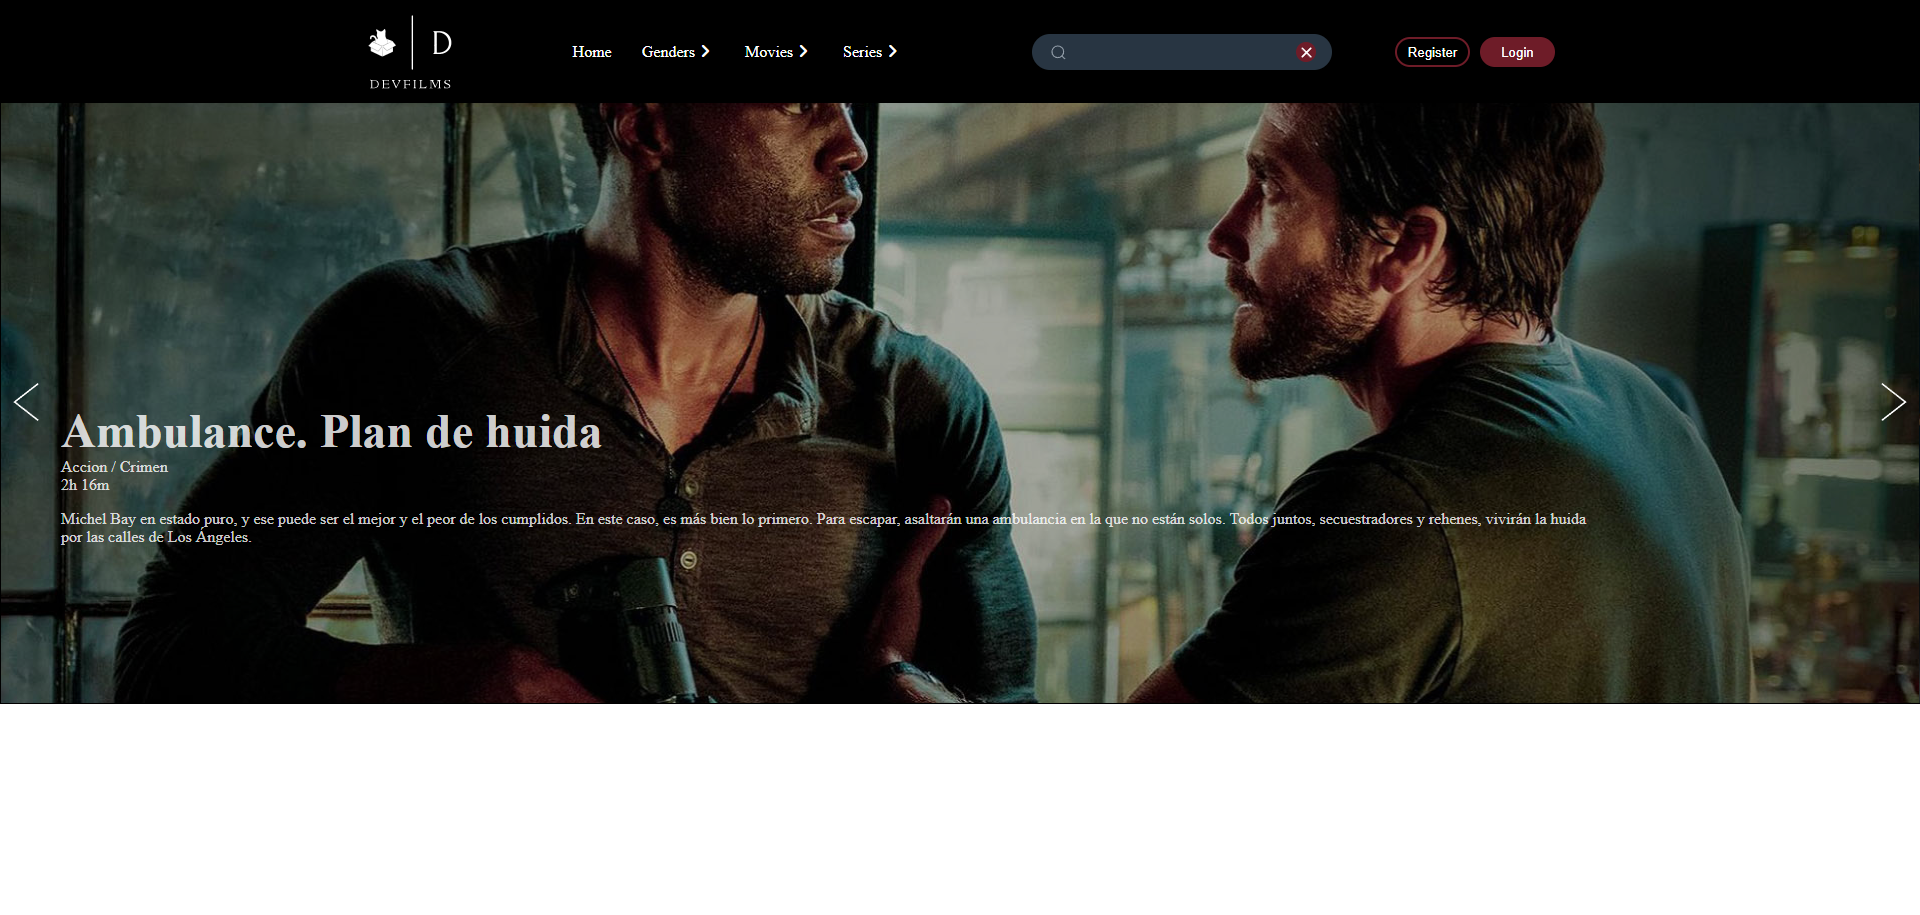 D
DEVFILMS
Home
Genders
Movies
Series
Register
Login
Ambulance. Plan de huida
Accion / Crimen
2h 16m
Michel Bay en estado puro, y ese puede ser el mejor y el peor de los cumplidos. En este caso, es más bien lo primero. Para escapar, asaltarán una ambulancia en la que no están solos. Todos juntos, secuestradores y rehenes, vivirán la huida
por las calles de Los Ángeles.